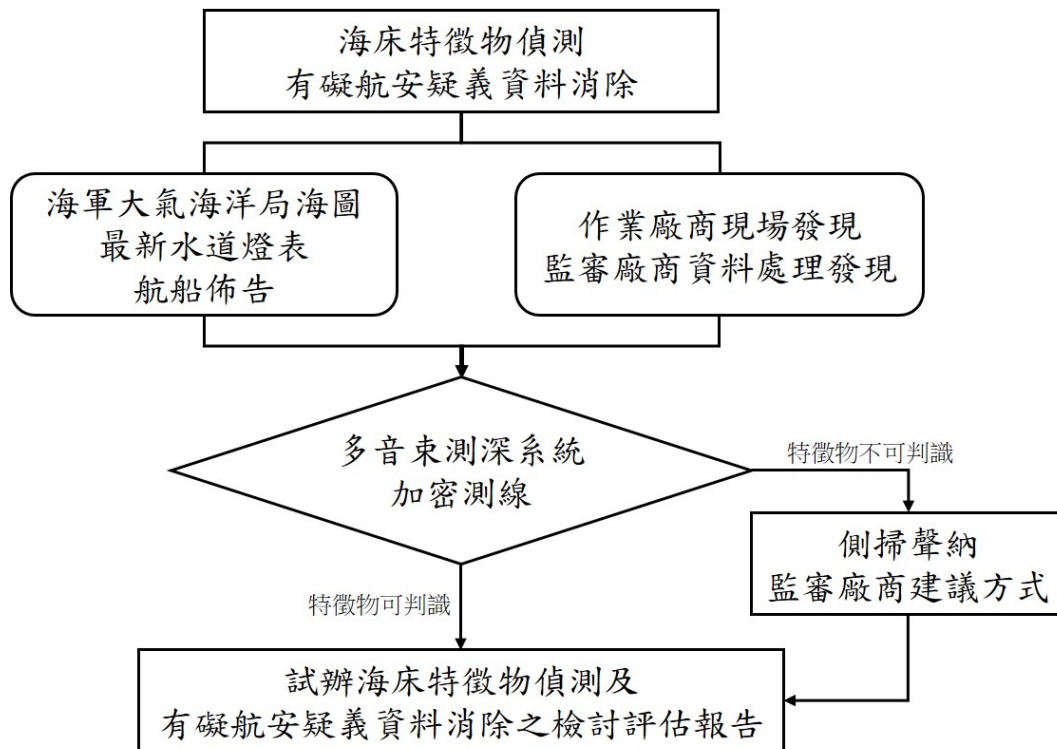 海床特徵物偵測
有礙航安疑義資料消除
海軍大氣海洋局海圖
最新水道燈表
航船佈告
作業廠商現場發現
監審廠商資料處理發現
多音束測深系統
加密測線
特徵物不可判識
側掃聲納
監審廠商建議方式
特徵物可判識
試辦海床特徵物偵測及
有礙航安疑義資料消除之檢討評估報告